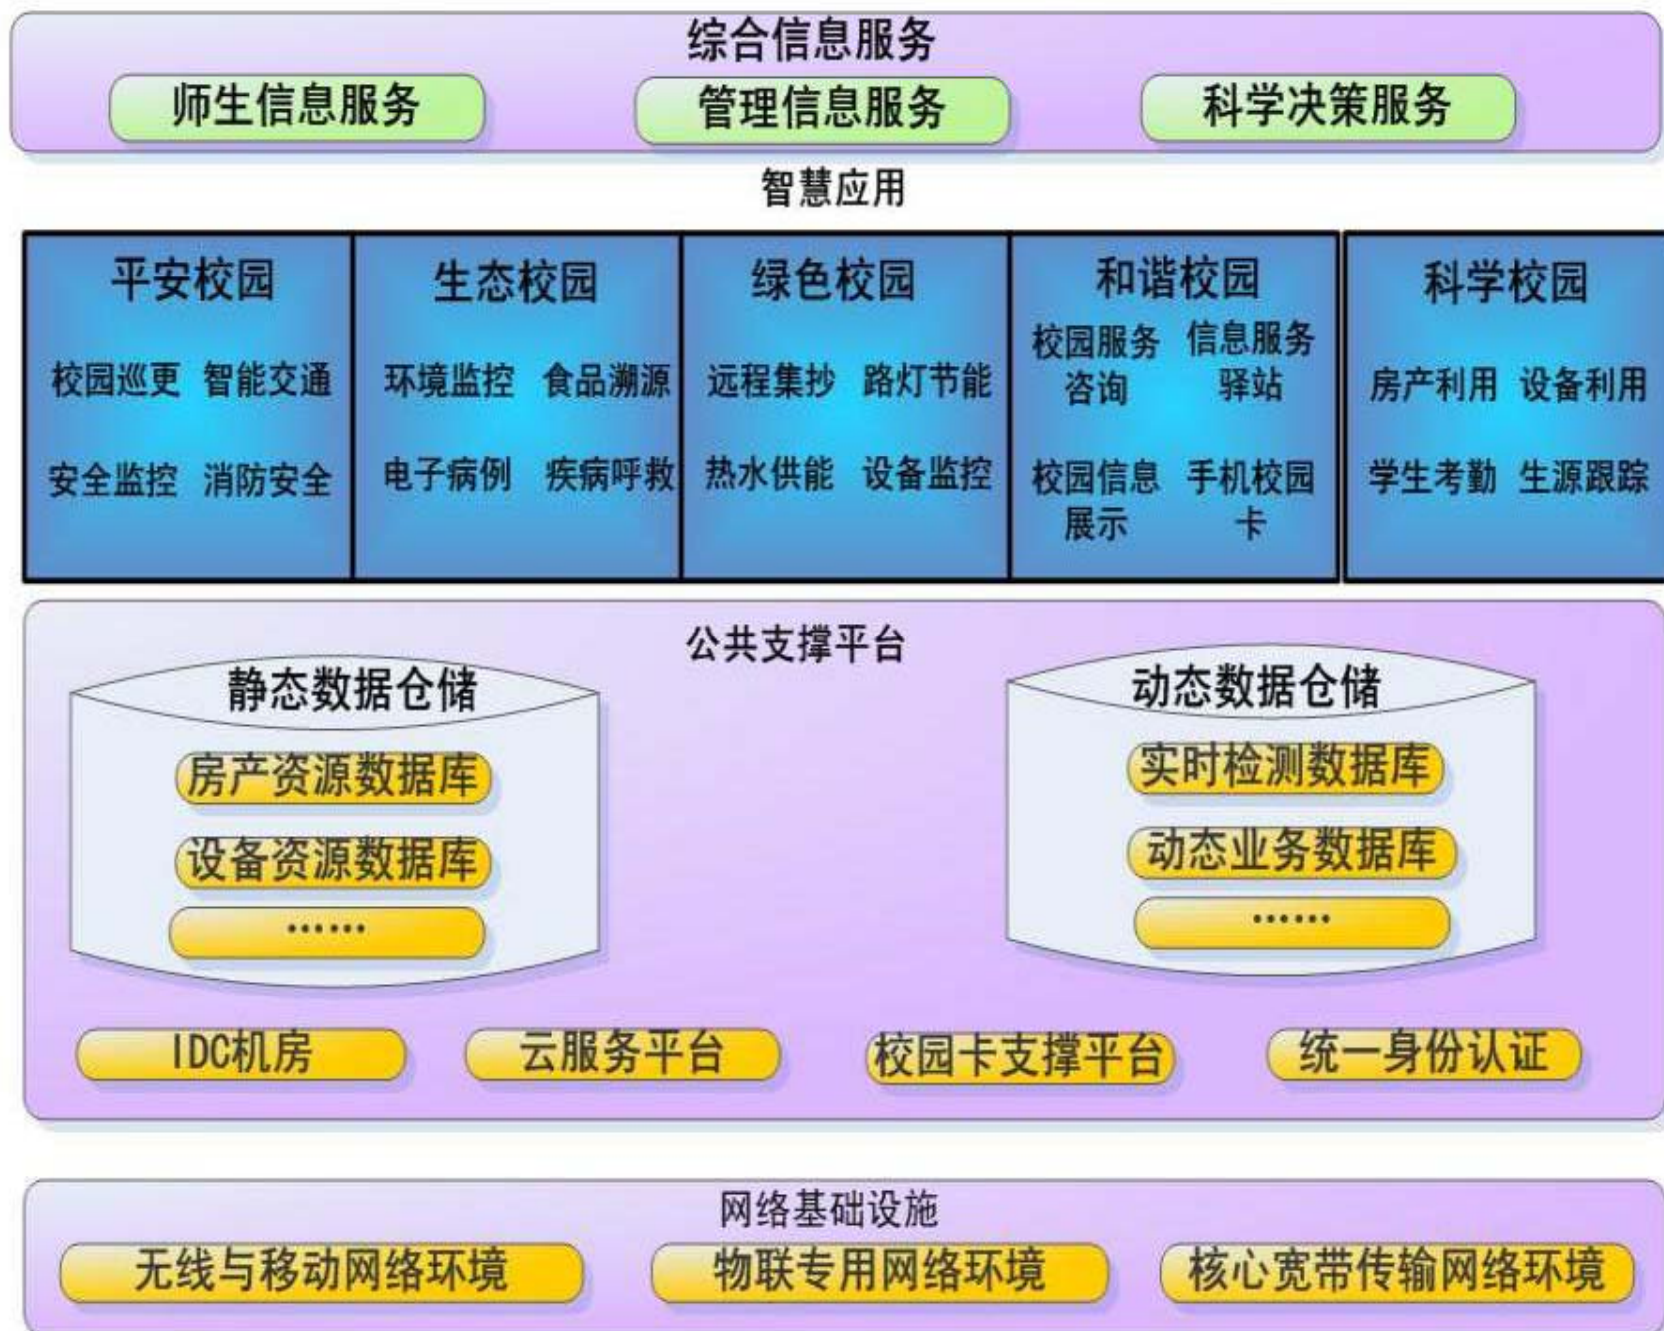 综合信息服务
师生信息服务 管理信息服务 科学决策服务
智慧应用
平安校园
校园巡更 智能交通
安全监控 消防安全
生态校园
环境监控 食品溯源
电子病例 疾病呼救
绿色校园
远程集抄 路灯节能
热水供能 设备监控
和谐校园
校园服务
咨询
信息服务
驿站
校园信息
展示
手机校园
卡
科学校园
房产利用 设备利用
学生考勤 生源跟踪
公共支撑平台
静态数据仓储
房产资源数据库
设备资源数据库
……
动态数据仓储
实时检测数据库
动态业务数据库
……
IDC机房 云服务平台 校园卡支撑平台 统一身份认证
网络基础设施
无线与移动网络环境 物联专用网络环境 核心宽带传输网络环境